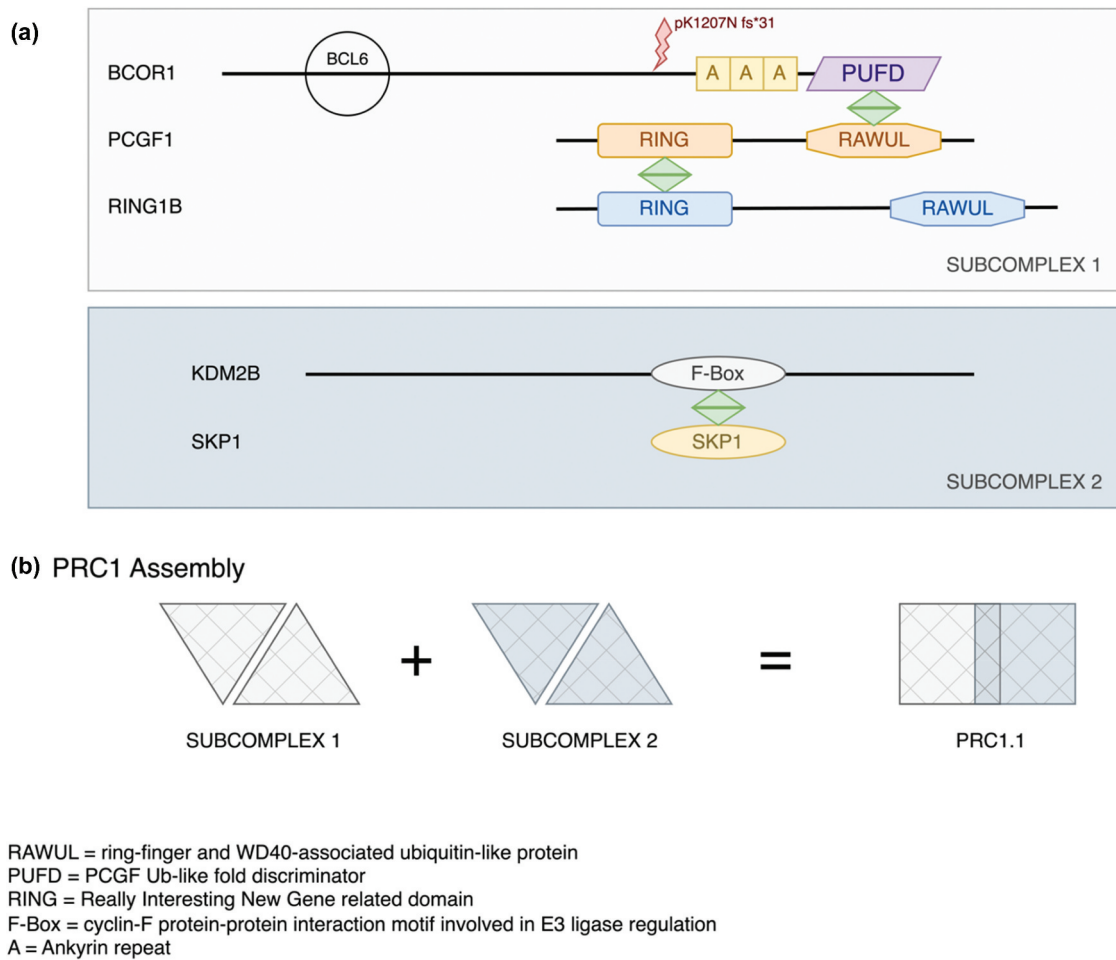 (a)
pK1207N fs*31
BCOR1
BCL6
A A A
PUFD
PCGF1
RING
RAWUL
RING1B
RING
RAWUL
SUBCOMPLEX 1
KDM2B
F-Box
SKP1
SKP1
SUBCOMPLEX 2
(b) PRC1 Assembly
+
=
SUBCOMPLEX 1
SUBCOMPLEX 2
PRC1.1
RAWUL = ring-finger and WD40-associated ubiquitin-like protein
PUFD = PCGF Ub-like fold discriminator
RING = Really Interesting New Gene related domain
F-Box = cyclin-F protein-protein interaction motif involved in E3 ligase regulation
A = Ankyrin repeat